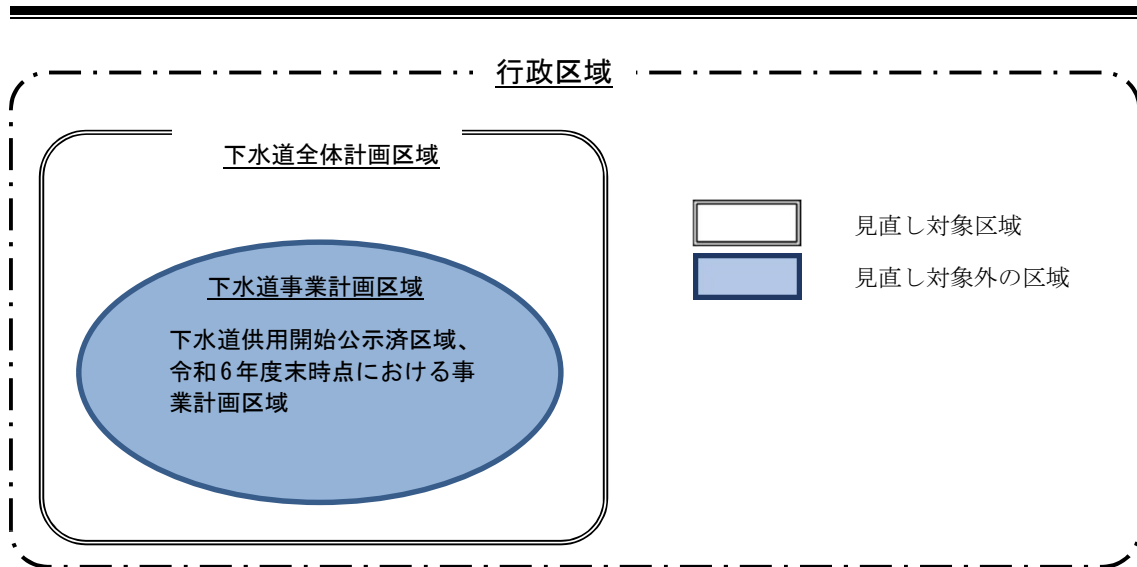 行政区域
下水道全体計画区域
見直し対象区域
下水道事業計画区域
見直し対象外の区域
下水道供用開始公示済区域、
令和6年度末時点における事
業計画区域